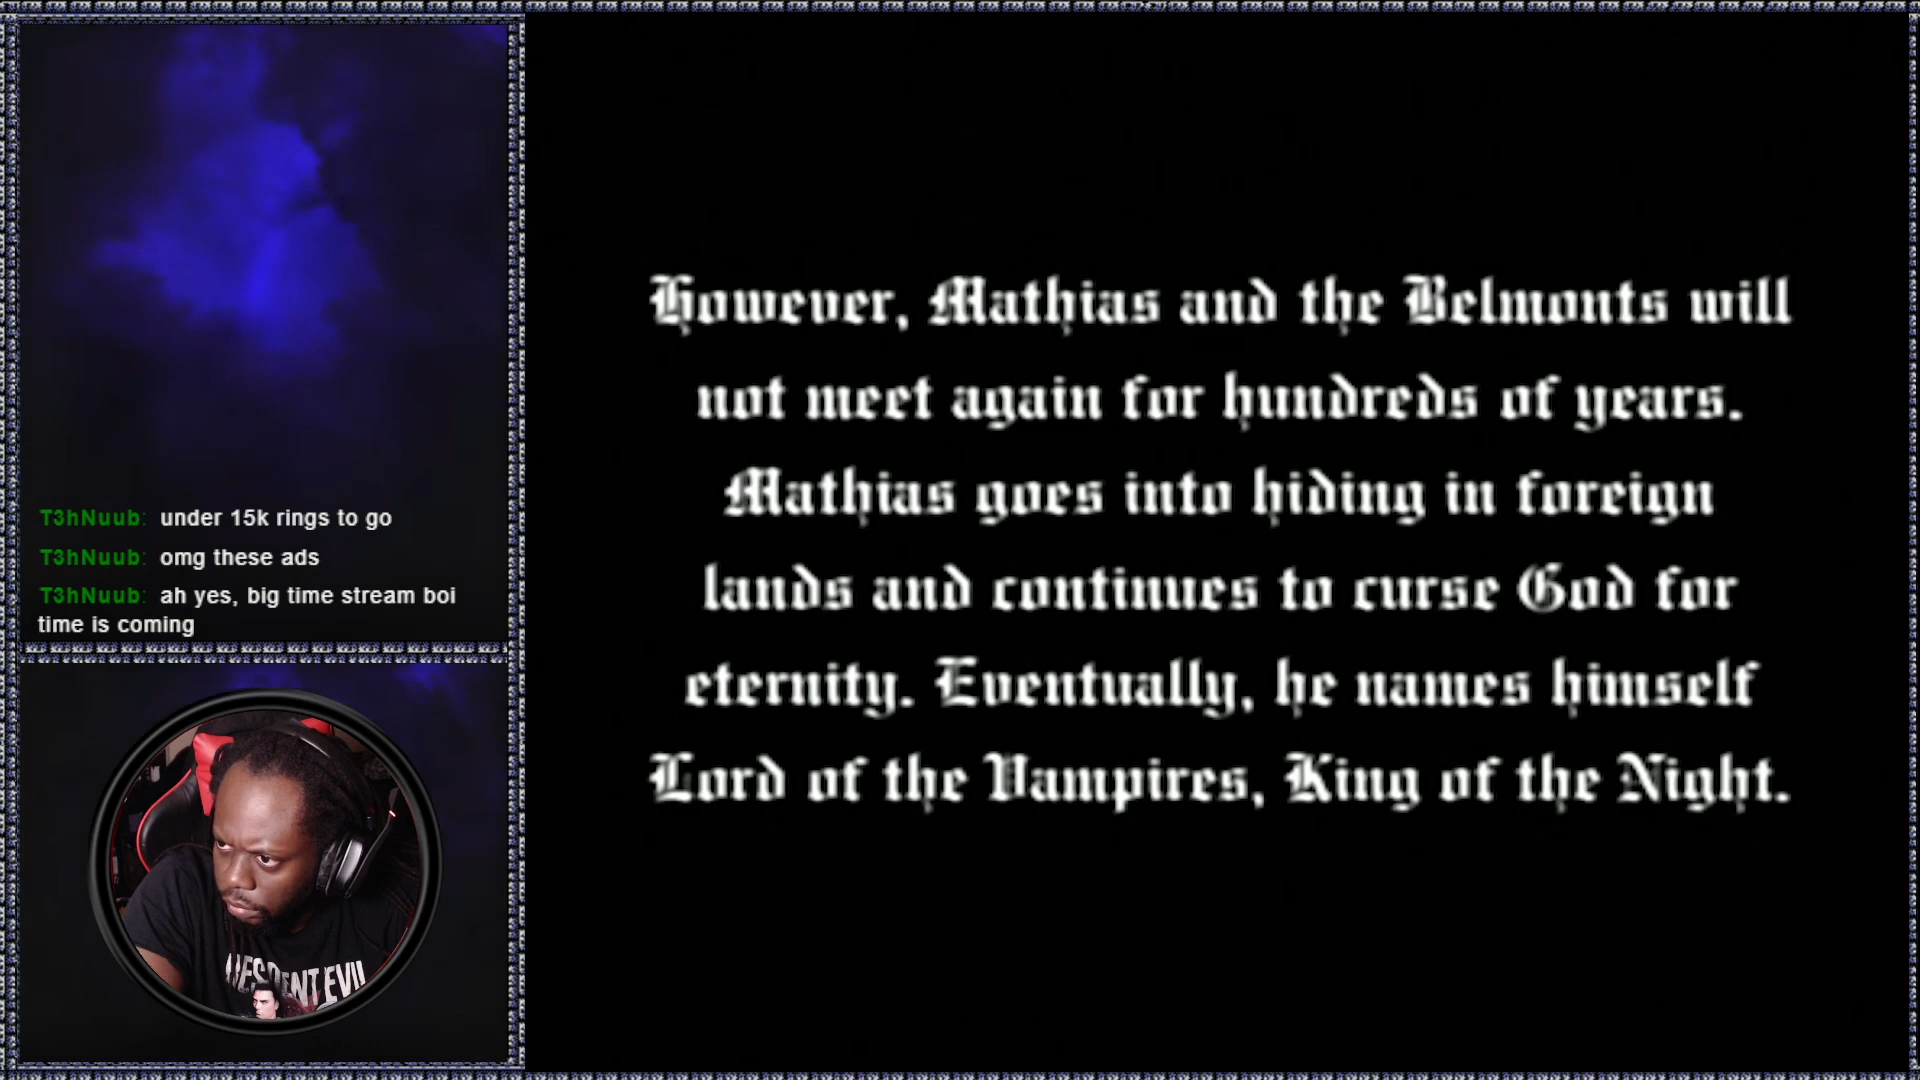 T3hNuub: under 15k rings to go
T3hNuub: omg these ads
T3hNuub: ah yes, big time stream boi
time is coming
RESIDENT EVIL
However, Mathias and the Belmonts will
not meet again for hundreds of years.
Mathias goes into hiding in foreign
lands and continues to curse God for
eternity. Eventually, he names himself
Lord of the Vampires, King of the Night.